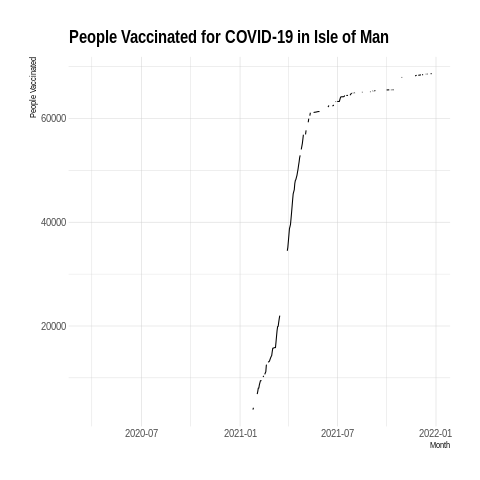 People Vaccinated for COVID-19 in Isle of Man
People Vaccinated
60000
40000
20000
2020-07 2021-01 2021-07 2022-01
Month